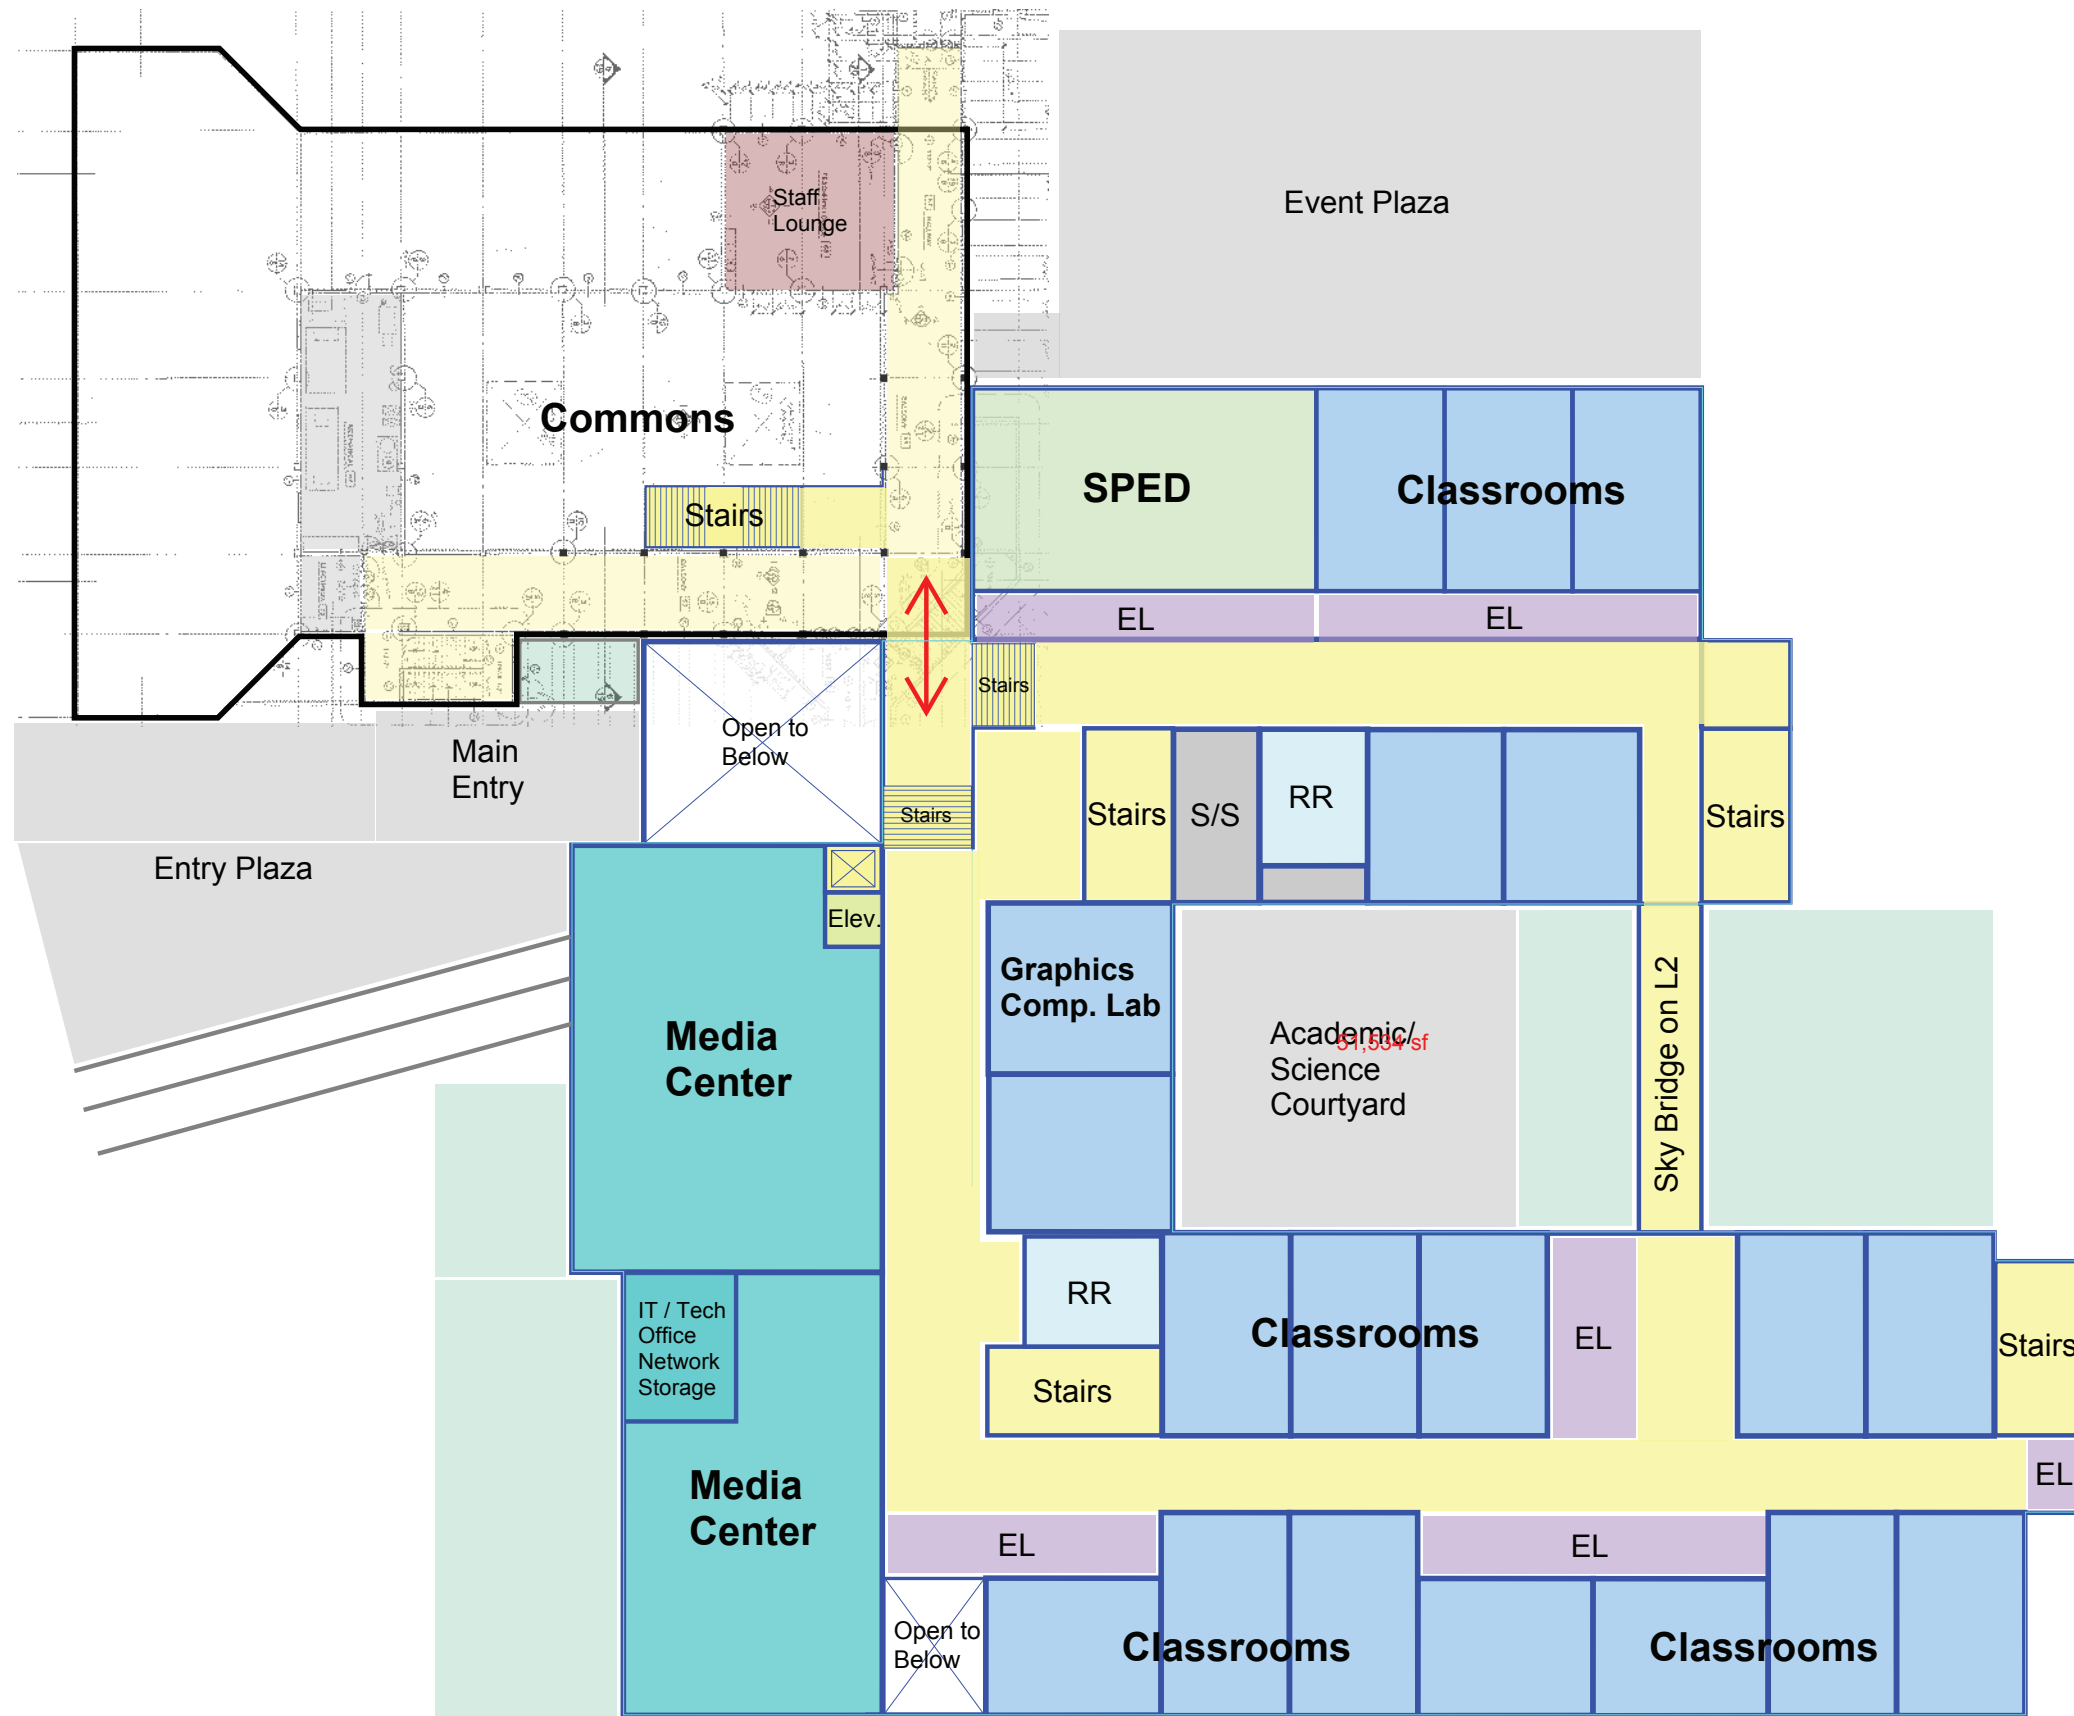 Staff
Lounge
Event Plaza
Commons
SPED
Classrooms
Stairs
EL
EL
Stairs
Open to
Below
Main
Entry
Stairs
Stairs
S/S
RR
Stairs
Entry Plaza
Elev.
Graphics
Comp. Lab
Media
Center
Academic/
51,534 sf
Science
Courtyard
Sky Bridge on L2
IT / Tech
Office
Network
Storage
RR
Classrooms
EL
Stairs
Stairs
Media
Center
EL
EL
EL
Open to
Below
Classrooms
Classrooms